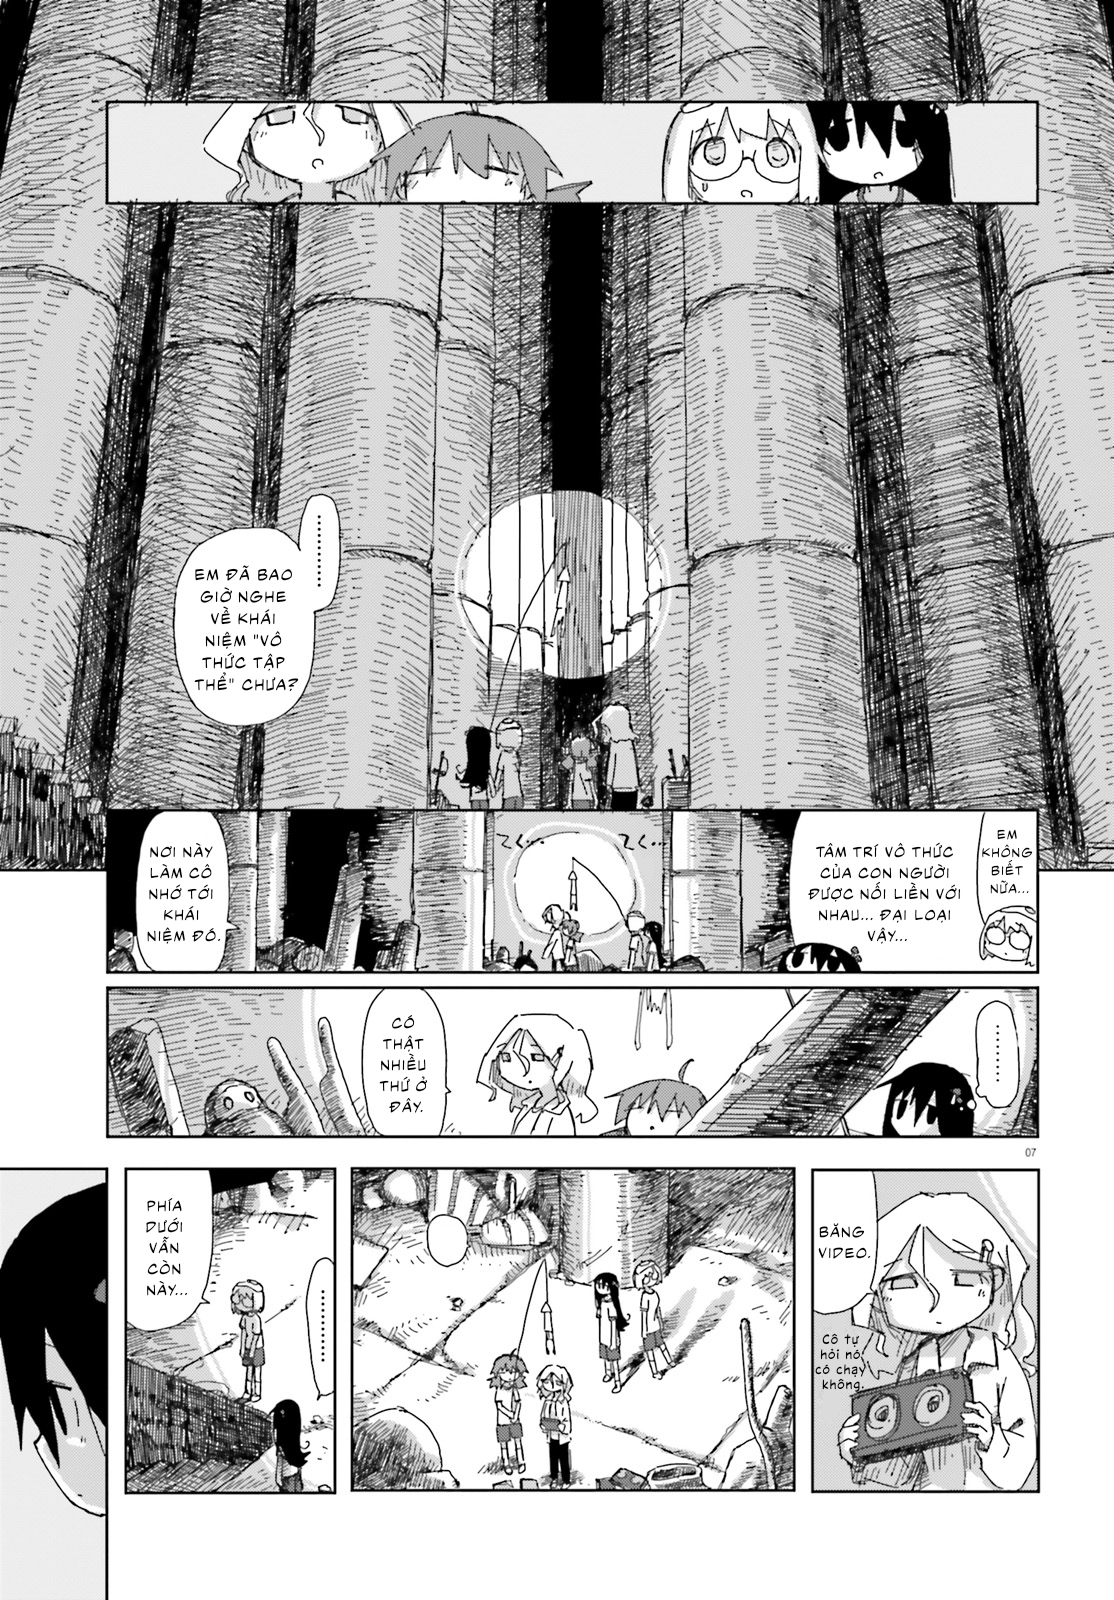 .........
EM ĐÃ BAO
GIỜ NGHE
VỀ KHÁI
NIỆM "VÔ
THỨC TẬP
THỂ" CHƯA?
EM
KHÔNG
BIẾT
NỮA...
TÂM TRÍ VÔ THỨC
CỦA CON NGƯỜI
ĐƯỢC NỐI LIỀN VỚI
NHAU... ĐẠI LOẠI
VẬY...
NƠI NÀY
LÀM CÔ
NHỚ TỚI
KHÁI
NIỆM ĐÓ.
.......
CÓ
THẬT
NHIỀU
THỨ Ở
ĐÂY.
07
BĂNG
VIDEO.
Cô tự
hỏi nó
có chạy
không.
........
PHÍA
DƯỚI
VẪN
CÒN
NÀY...